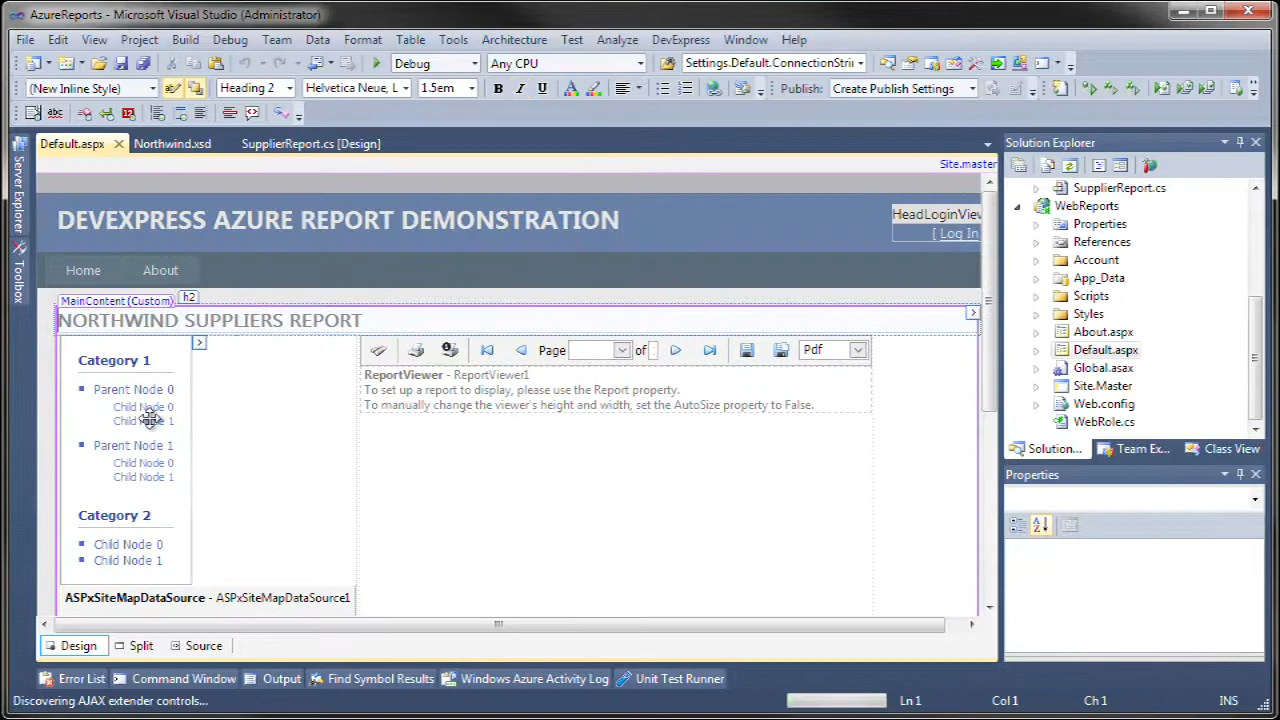 AzureReports - Microsoft Visual Studio (Administrator)
File Edit View Project Build Debug Team Data Format Table Tools Architecture Test Analyze DevExpress Window Help
Debug Any CPU Settings.Default.ConnectionStrin
(New Inline Style) Heading 2 Helvetica Neue, L 1.5em B I U A Publish: Create Publish Settings
Default.aspx Northwind.xsd SupplierReport.cs [Design]
Site.master
Server Explorer
Toolbox
DEVEXPRESS AZURE REPORT DEMONSTRATION
HeadLoginView
[ Log In
Home About
MainContent (Custom) h2
NORTHWIND SUPPLIERS REPORT
Category 1
Parent Node 0
Child Node 0
Child Node 1
Parent Node 1
Child Node 0
Child Node 1
Category 2
Child Node 0
Child Node 1
ASPxSiteMapDataSource - ASPxSiteMapDataSource1
Page of Pdf
ReportViewer - ReportViewer1
To set up a report to display, please use the Report property.
To manually change the viewer's height and width, set the AutoSize property to False.
Design Split Source
Solution Explorer
SupplierReport.cs
WebReports
Properties
References
Account
App_Data
Scripts
Styles
About.aspx
Default.aspx
Global.asax
Site.Master
Web.config
WebRole.cs
Solution... Team Ex... Class View
Properties
Error List Command Window Output Find Symbol Results Windows Azure Activity Log Unit Test Runner
Discovering AJAX extender controls... Ln 1 Col 1 Ch 1 INS